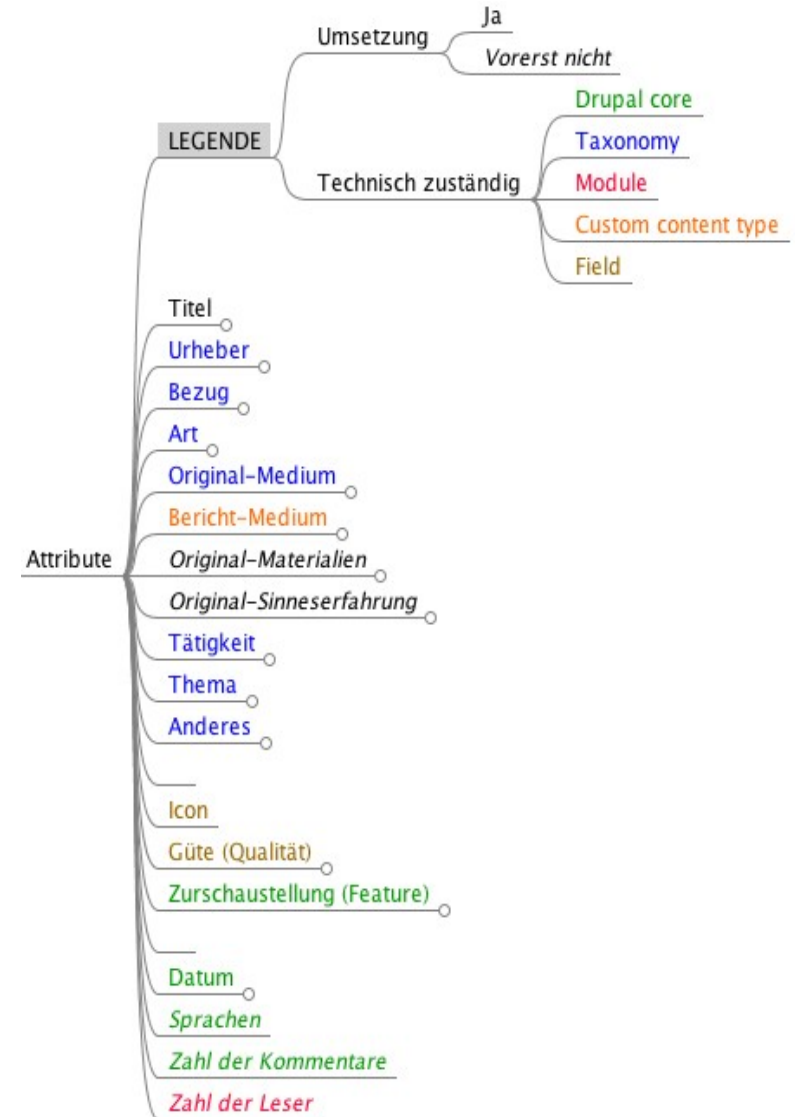 Ja
Umsetzung
Vorerst nicht
Drupal core
LEGENDE
Taxonomy
Technisch zuständig
Module
Custom content type
Field
Titel
Urheber
Bezug
Art
Original-Medium
Bericht-Medium
Attribute
Original-Materialien
Original-Sinneserfahrung
Tätigkeit
Thema
Anderes
Icon
Güte (Qualität)
Zurschaustellung (Feature)
Datum
Sprachen
Zahl der Kommentare
Zahl der Leser